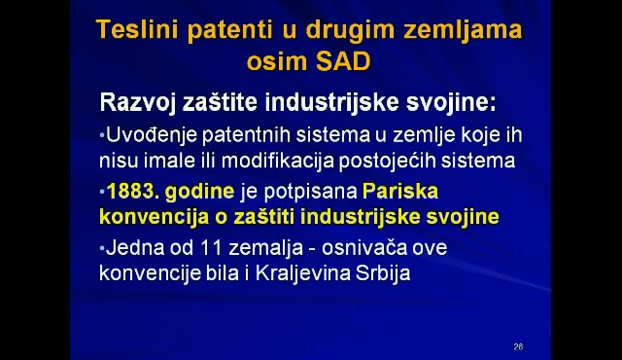 Teslini patenti u drugim zemljama
osim SAD
Razvoj zaštite industrijske svojine:
•Uvođenje patentnih sistema u zemlje koje ih
nisu imale ili modifikacija postojećih sistema
•1883. godine je potpisana Pariska
konvencija o zaštiti industrijske svojine
•Jedna od 11 zemalja - osnivača ove
konvencije bila i Kraljevina Srbija
26